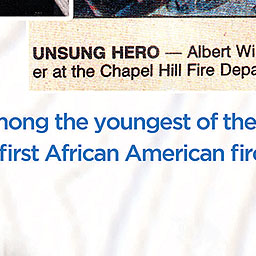 UNSUNG HERO — Albert Wi
er at the Chapel Hill Fire Depa
mong the youngest of the
first African American fire